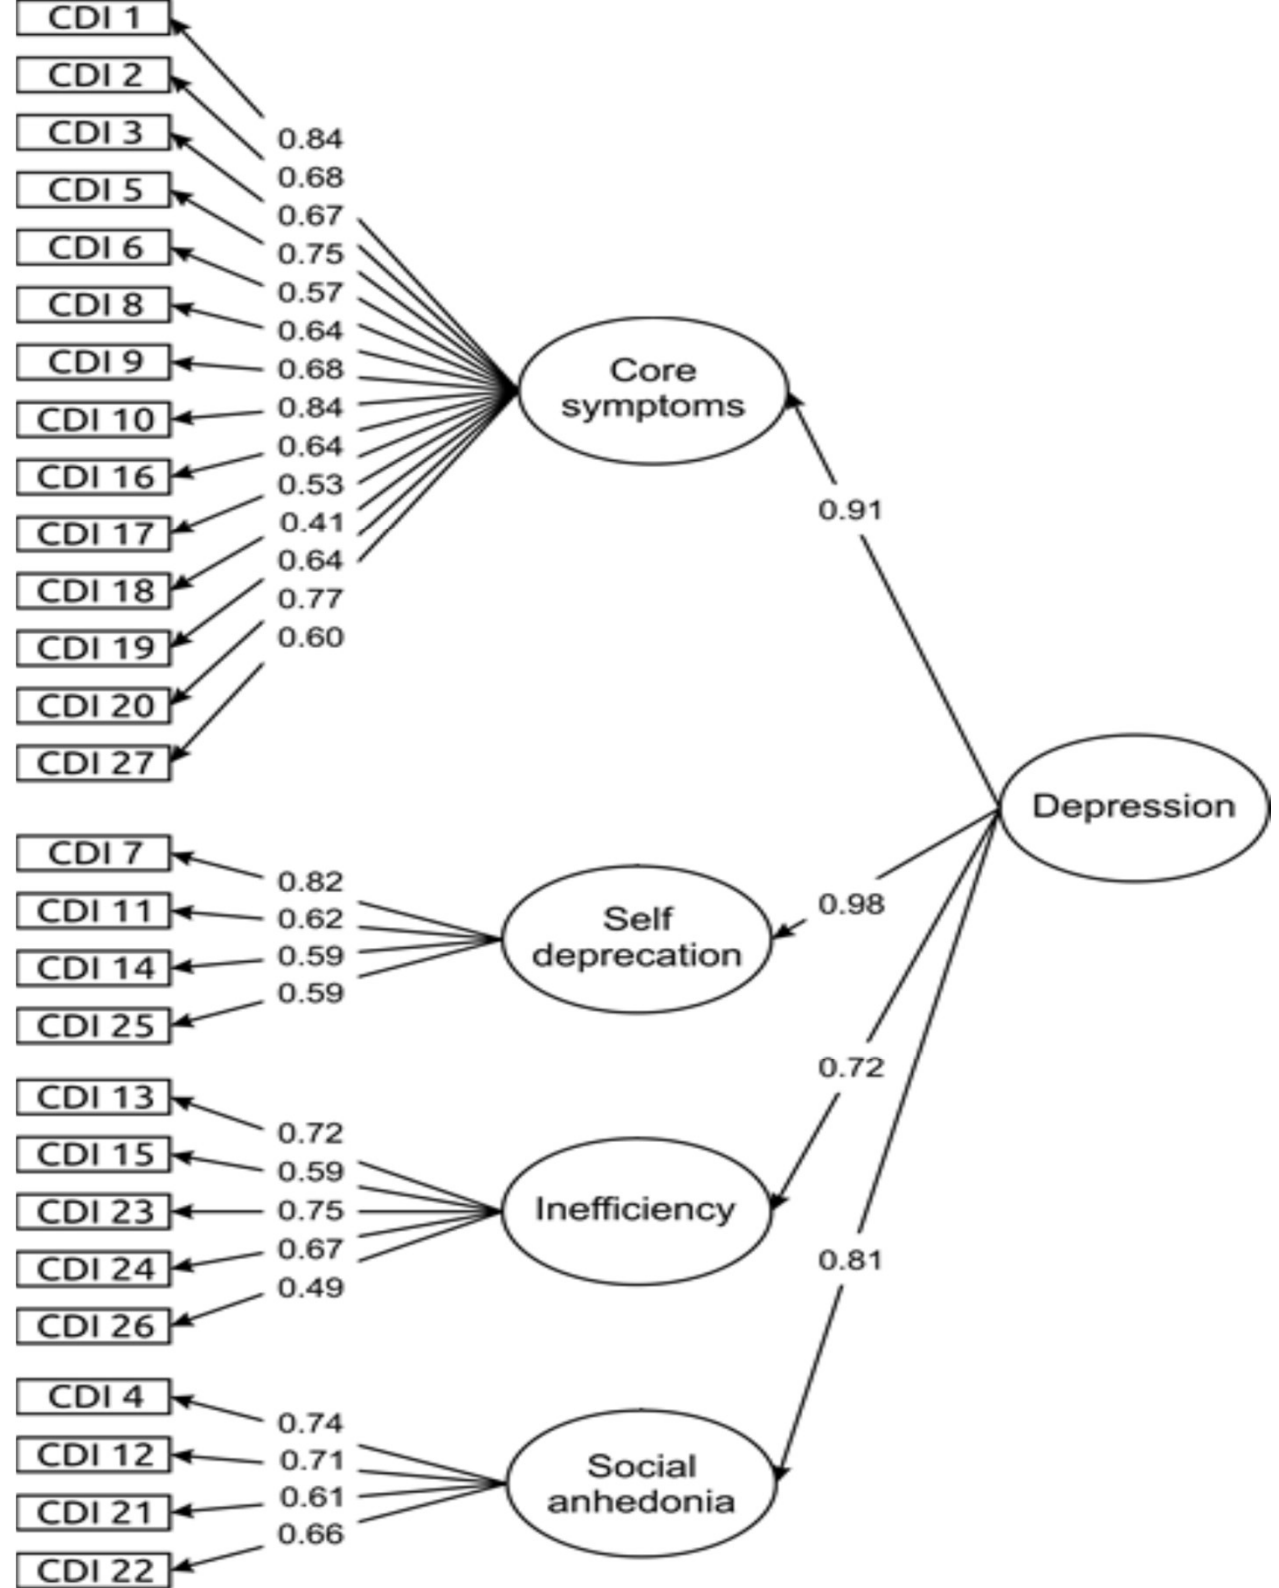 CDI 1
CDI 2
CDI 3
CDI 5
CDI 6
CDI 8
CDI 9
CDI 10
CDI 16
CDI 17
CDI 18
CDI 19
CDI 20
CDI 27
0.84
0.68
0.67
0.75
0.57
0.64
0.68
0.84
0.64
0.53
0.41
0.64
0.77
0.60
Core
symptoms
0.91
Depression
CDI 7
CDI 11
CDI 14
CDI 25
0.82
0.62
0.59
0.59
Self
deprecation
0.98
CDI 13
CDI 15
CDI 23
CDI 24
CDI 26
0.72
0.59
0.75
0.67
0.49
Inefficiency
0.72
CDI 4
CDI 12
CDI 21
CDI 22
0.74
0.71
0.61
0.66
Social
anhedonia
0.81